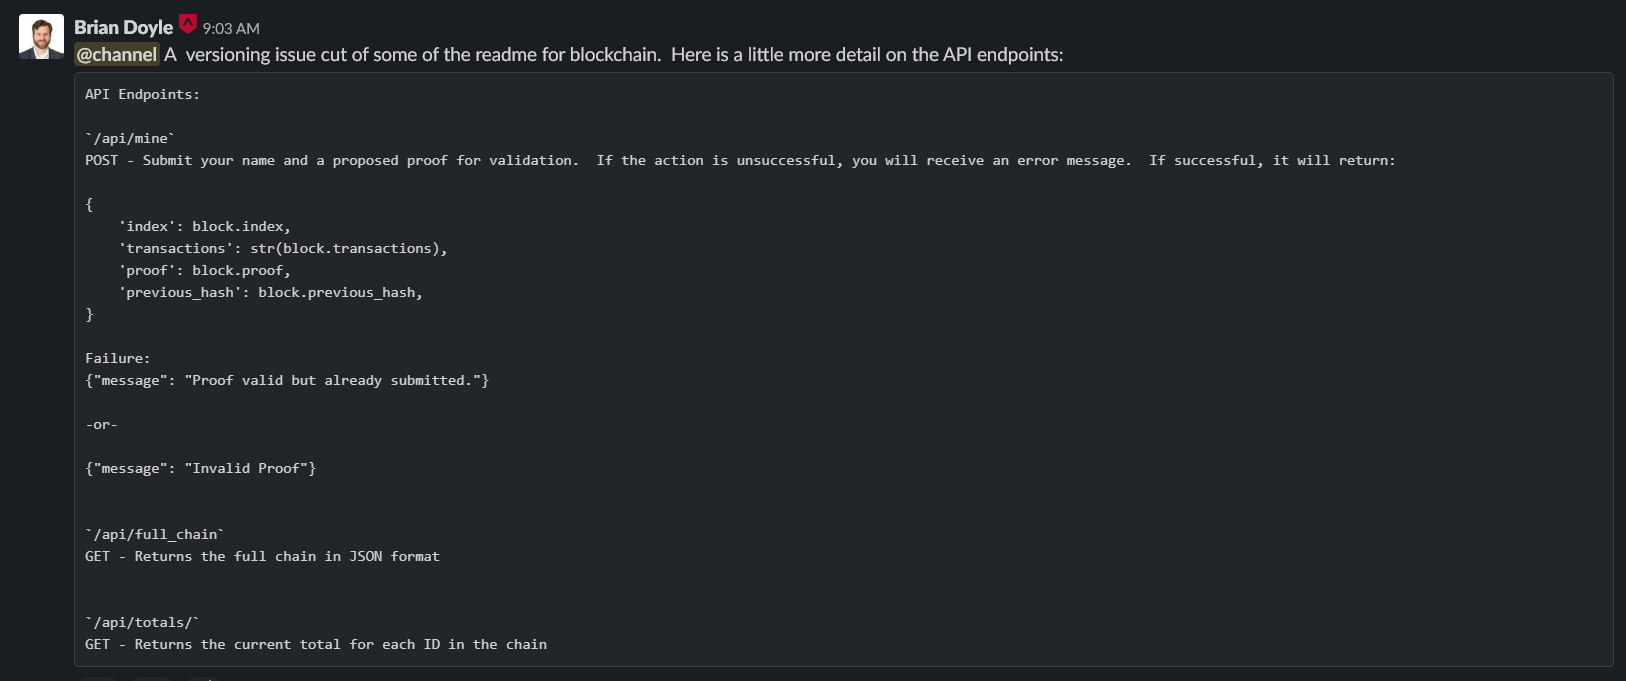 Brian Doyle 9:03 AM
@channel A  versioning issue cut of some of the readme for blockchain.  Here is a little more detail on the API endpoints:
API Endpoints:
`/api/mine`
POST - Submit your name and a proposed proof for validation.  If the action is unsuccessful, you will receive an error message.  If successful, it will return:
{
    'index': block.index,
    'transactions': str(block.transactions),
    'proof': block.proof,
    'previous_hash': block.previous_hash,
}
Failure:
{"message": "Proof valid but already submitted."}
-or-
{"message": "Invalid Proof"}
`/api/full_chain`
GET - Returns the full chain in JSON format
`/api/totals/`
GET - Returns the current total for each ID in the chain